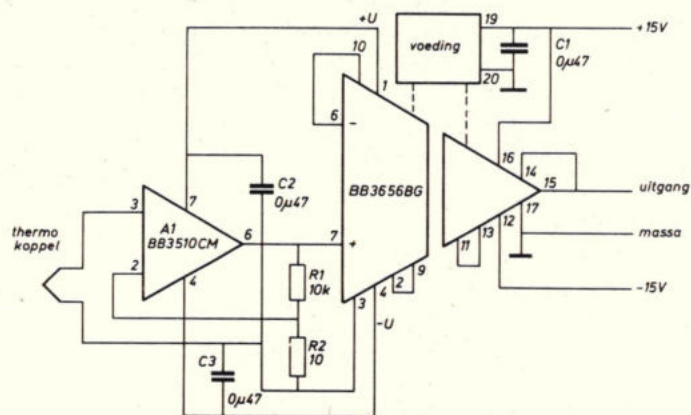 +U
19
+15V
10
voeding
C1
0µ47
20
1
6
-
16
14
15
uitgang
C2
0µ47
BB3656BG
12
17
massa
3
7
thermo
koppel
A1
BB3510CM
6
7
+
11
13
2
4
R1
10k
9
2
4
3
-15V
-U
C3
0µ47
R2
10